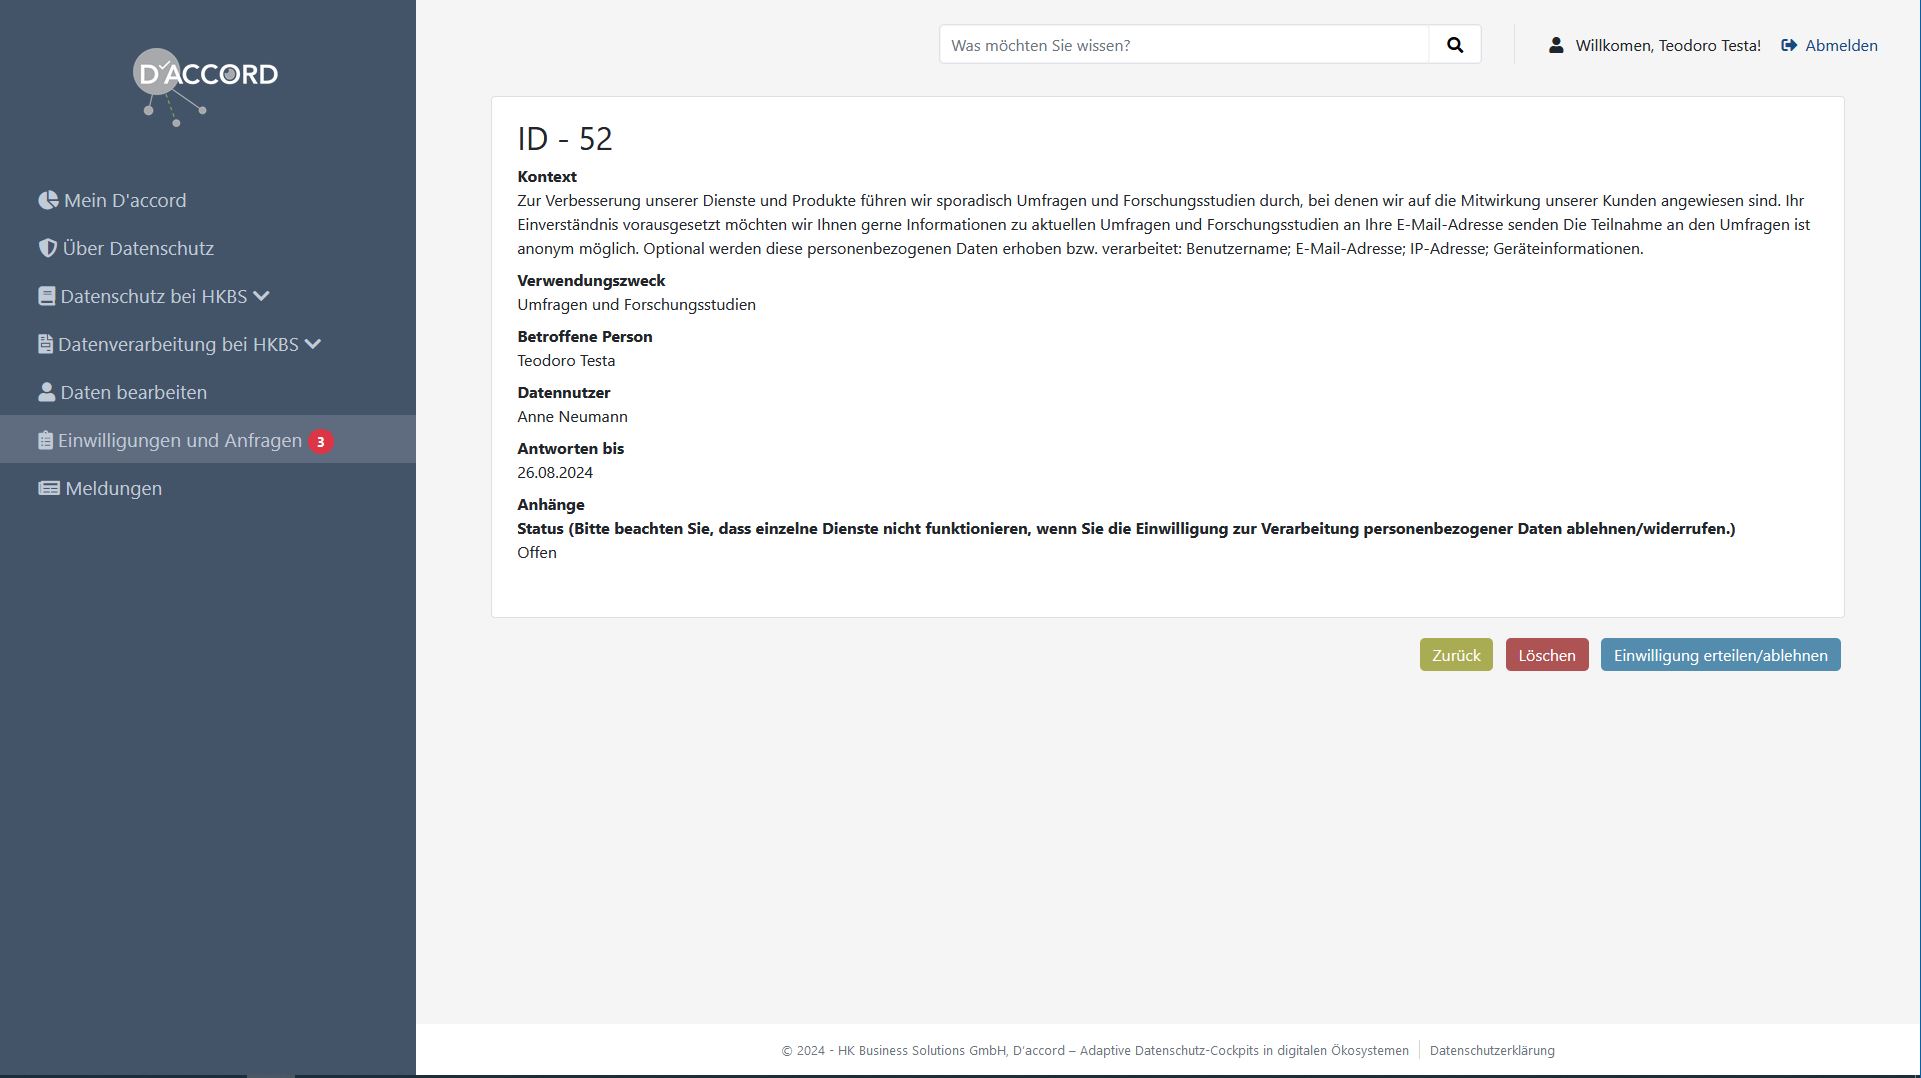 D'ACCORD
Mein D'accord
Über Datenschutz
Datenschutz bei HKBS
Datenverarbeitung bei HKBS
Daten bearbeiten
Einwilligungen und Anfragen 3
Meldungen
Was möchten Sie wissen?
Willkomen, Teodoro Testa! Abmelden
ID - 52
Kontext
Zur Verbesserung unserer Dienste und Produkte führen wir sporadisch Umfragen und Forschungsstudien durch, bei denen wir auf die Mitwirkung unserer Kunden angewiesen sind. Ihr
Einverständnis vorausgesetzt möchten wir Ihnen gerne Informationen zu aktuellen Umfragen und Forschungsstudien an Ihre E-Mail-Adresse senden Die Teilnahme an den Umfragen ist
anonym möglich. Optional werden diese personenbezogenen Daten erhoben bzw. verarbeitet: Benutzername; E-Mail-Adresse; IP-Adresse; Geräteinformationen.
Verwendungszweck
Umfragen und Forschungsstudien
Betroffene Person
Teodoro Testa
Datennutzer
Anne Neumann
Antworten bis
26.08.2024
Anhänge
Status (Bitte beachten Sie, dass einzelne Dienste nicht funktionieren, wenn Sie die Einwilligung zur Verarbeitung personenbezogener Daten ablehnen/widerrufen.)
Offen
Zurück Löschen Einwilligung erteilen/ablehnen
© 2024 - HK Business Solutions GmbH, D'accord – Adaptive Datenschutz-Cockpits in digitalen Ökosystemen Datenschutzerklärung